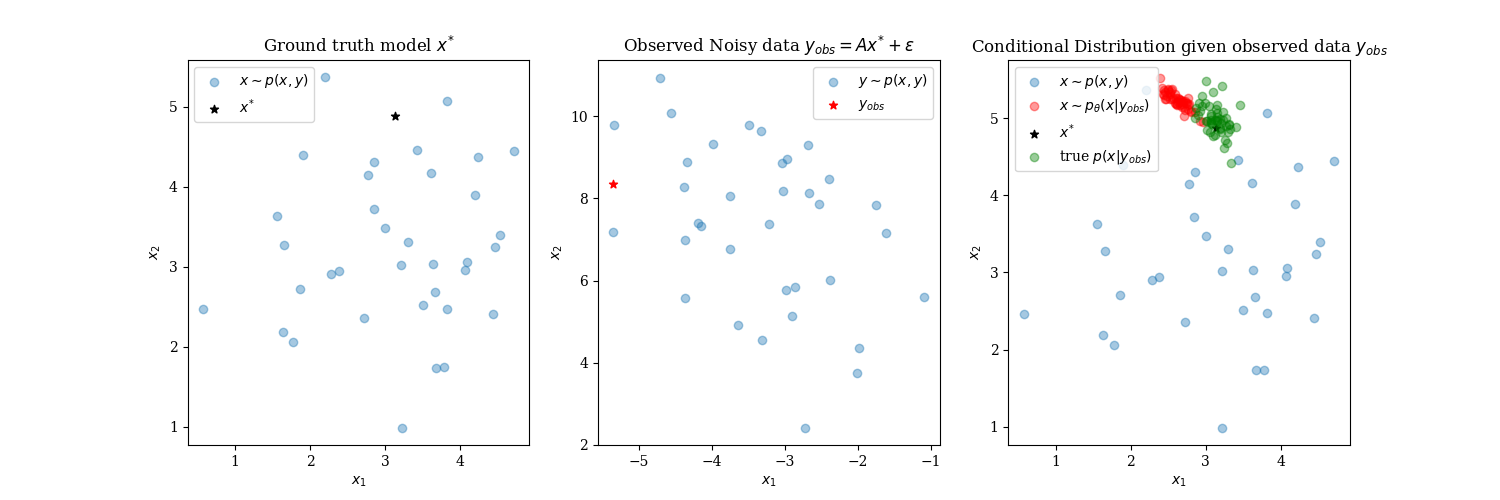 Ground truth model x*
x ~ p(x, y)
x*
5
4
3
2
1
x₂
1
2
3
4
x₁
Observed Noisy data y_obs = Ax* + ε
y ~ p(x, y)
y_obs
10
8
6
4
2
x₂
−5
−4
−3
−2
−1
x₁
Conditional Distribution given observed data y_obs
x ~ p(x, y)
x ~ p_θ(x|y_obs)
x*
true p(x|y_obs)
5
4
3
2
1
x₂
1
2
3
4
x₁